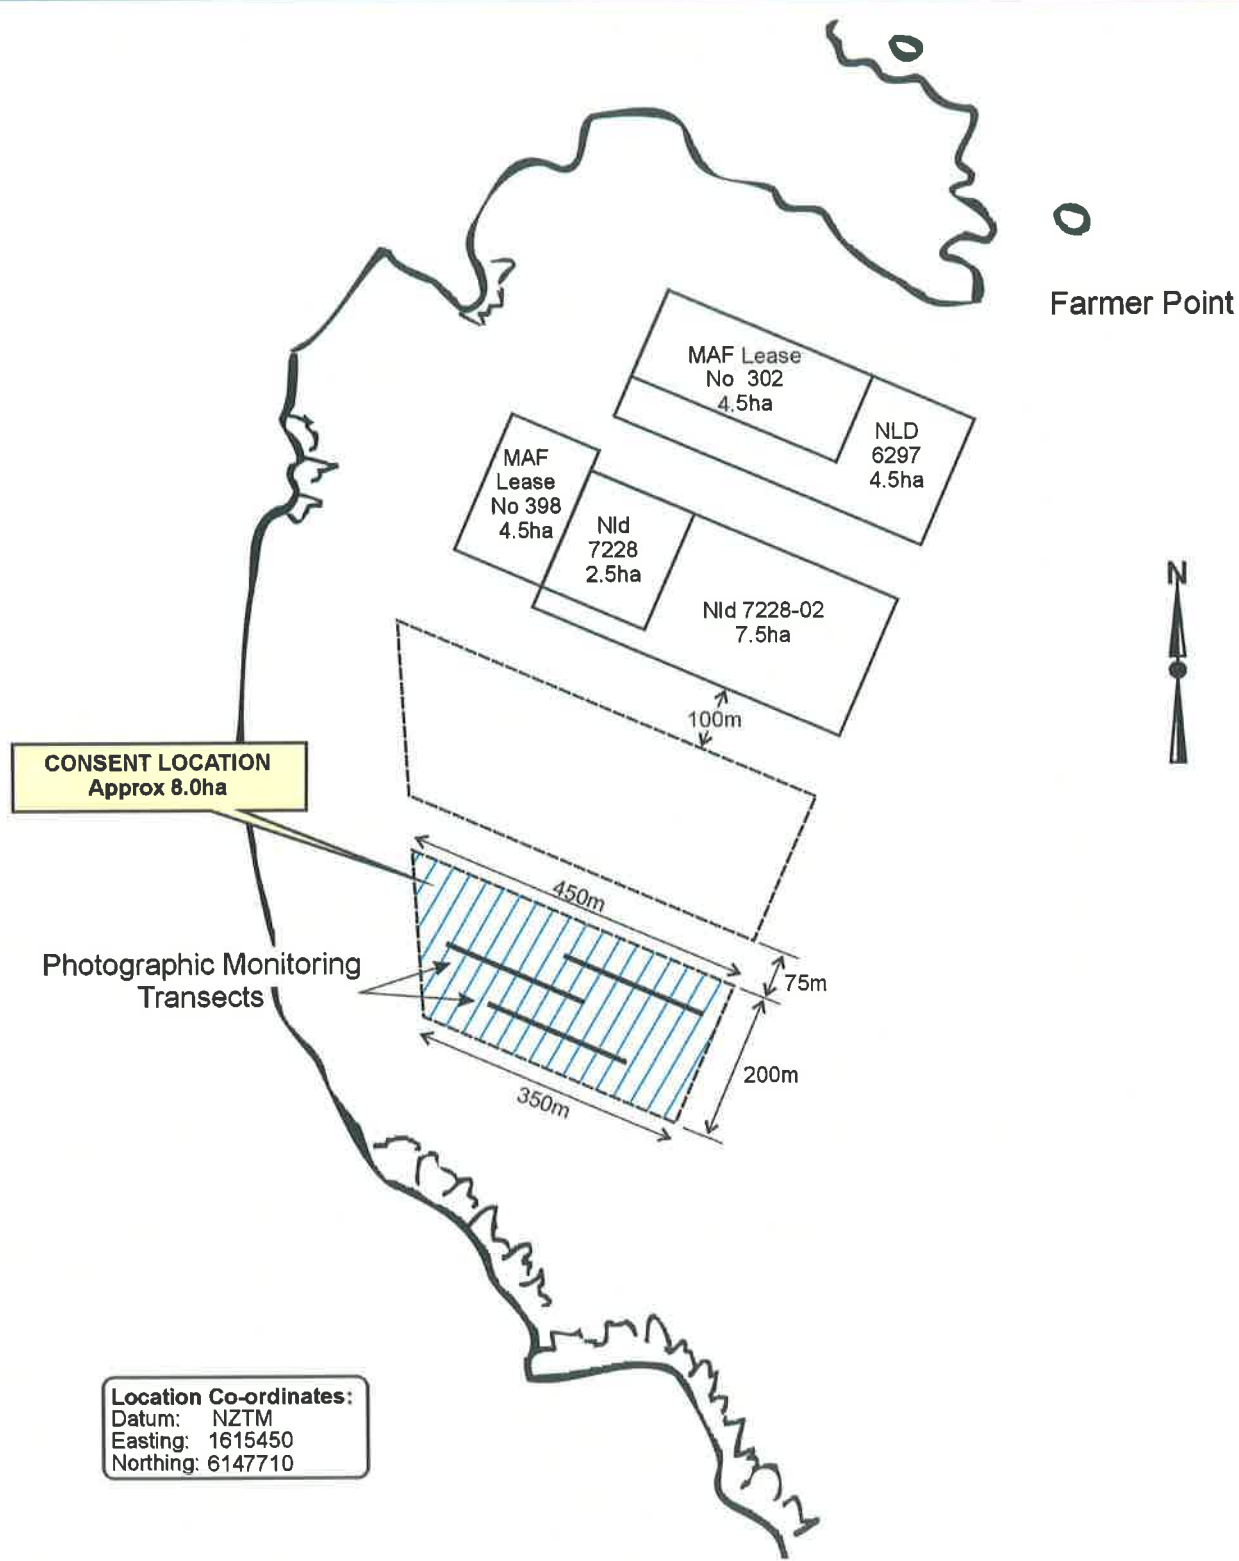 Farmer Point
MAF Lease
No 302
4.5ha
NLD
6297
4.5ha
MAF
Lease
No 398
4.5ha
Nld
7228
2.5ha
Nld 7228-02
7.5ha
N
100m
CONSENT LOCATION
Approx 8.0ha
450m
Photographic Monitoring
Transects
75m
200m
350m
Location Co-ordinates:
Datum: NZTM
Easting: 1615450
Northing: 6147710